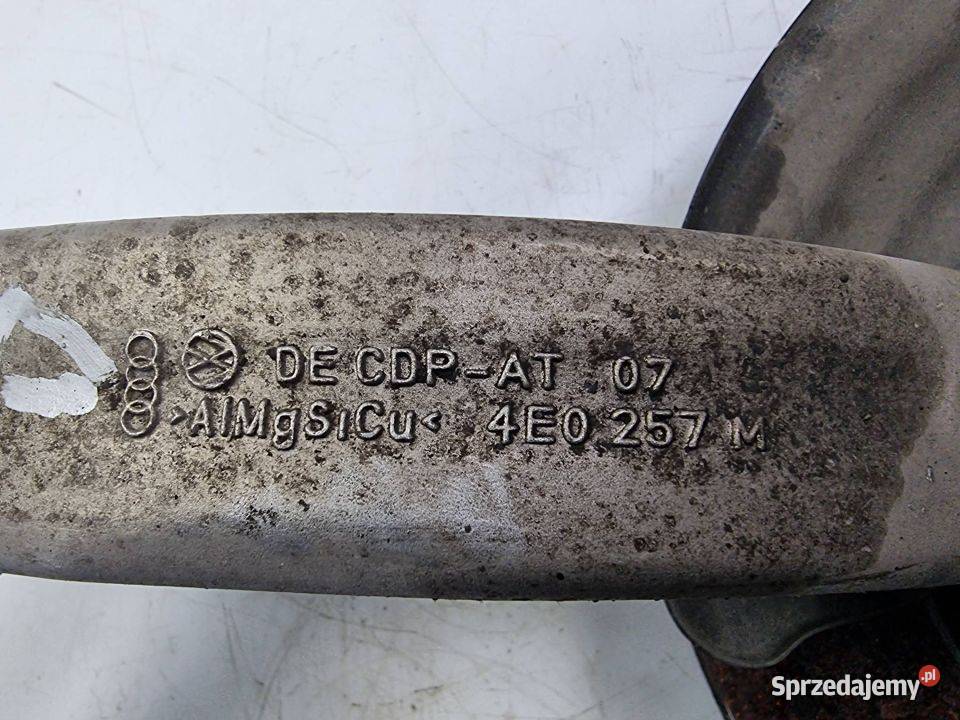 DE CDP-AT 07
>AlMgSiCu< 4E0.257 M
Sprzedajemy.pl